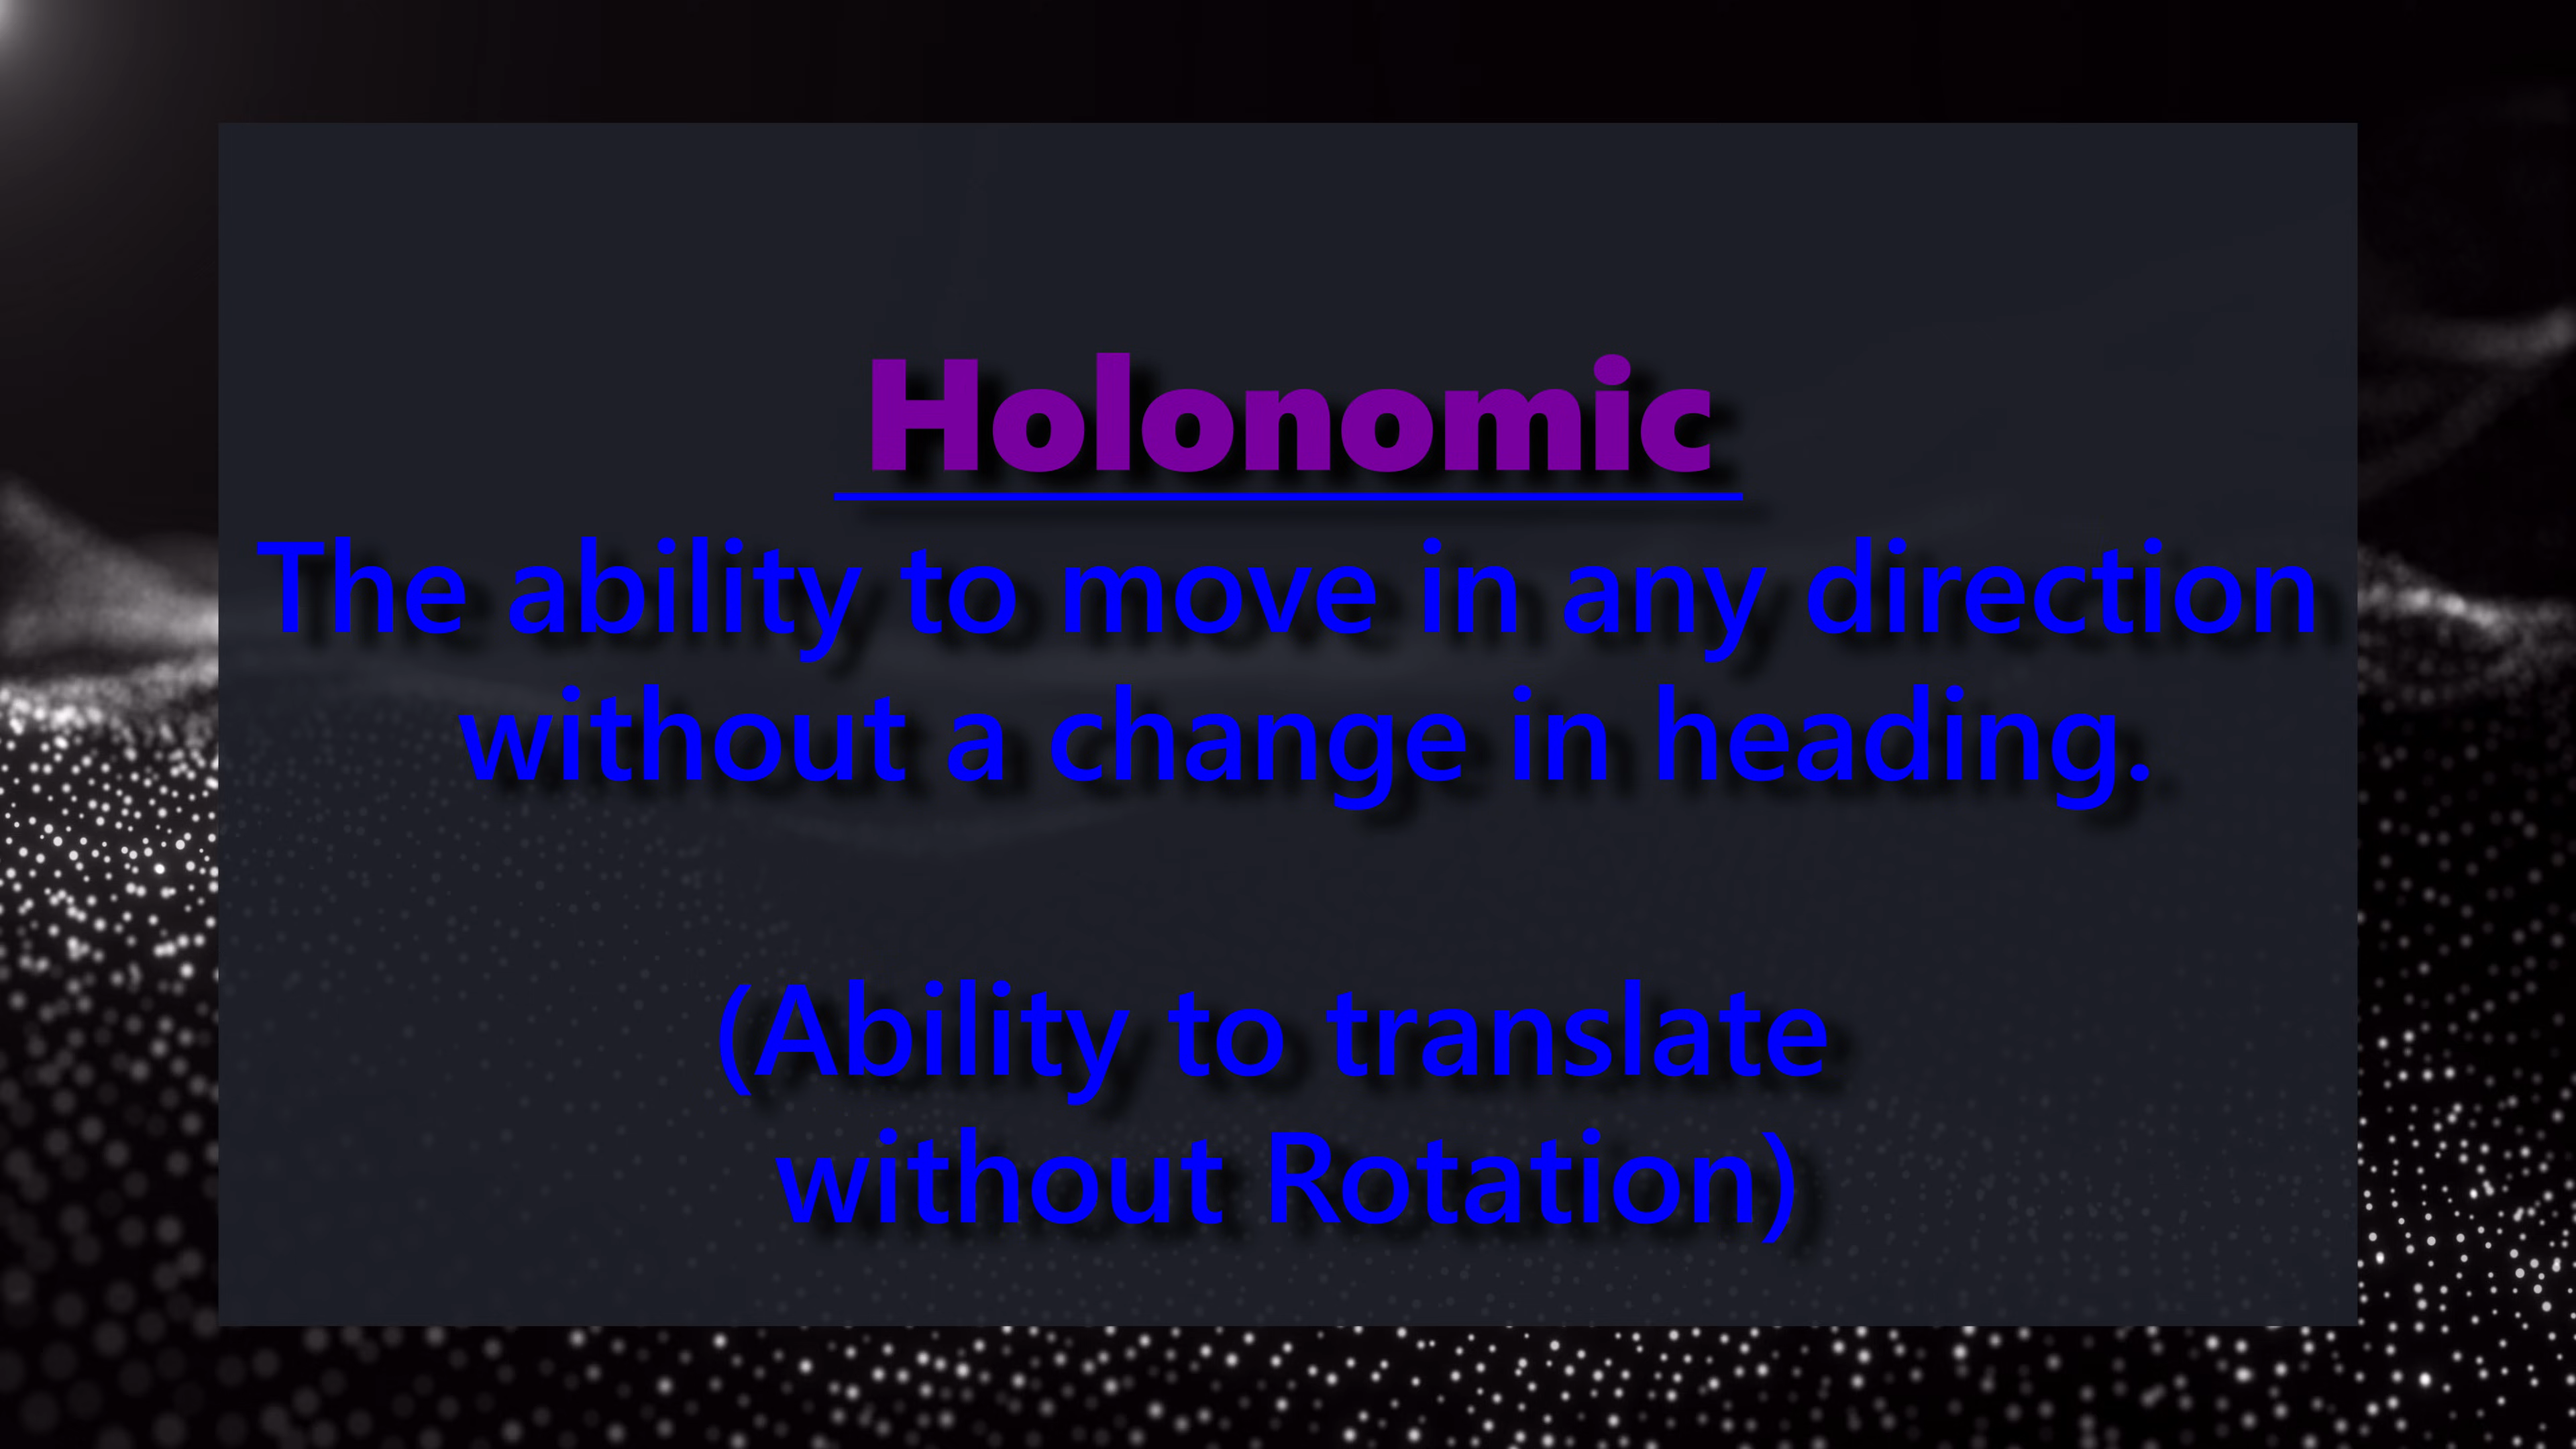 Holonomic
The ability to move in any direction
without a change in heading.
(Ability to translate
without Rotation)